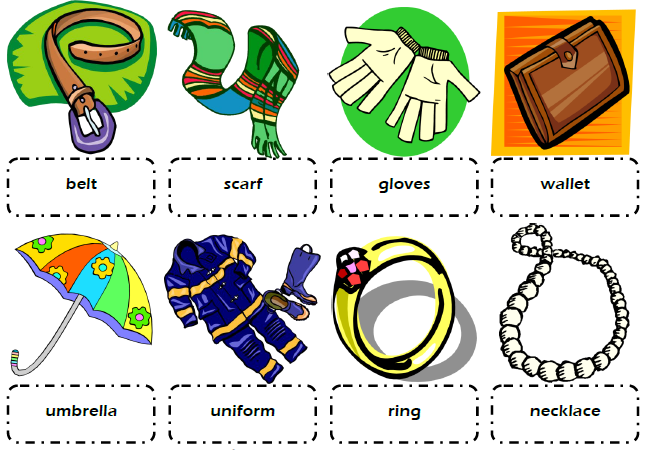 belt
scarf
gloves
wallet
umbrella
uniform
ring
necklace